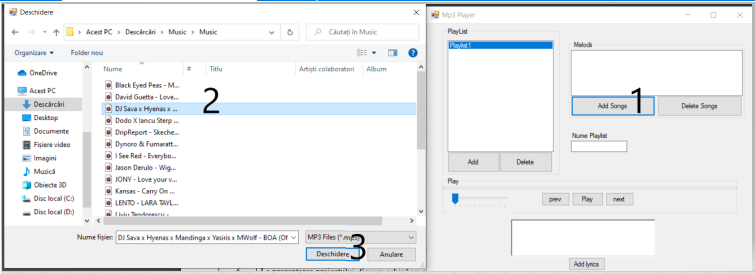 Deschidere
Acest PC > Descărcări > Music > Music
Căutați în Music
Organizare
Folder nou
OneDrive
Acest PC
Descărcări
Desktop
Documente
Fișiere video
Imagini
Muzică
Obiecte 3D
Disc local (C:)
Disc local (D:)
Nume
#
Titlu
Artiști colaboratori
Album
Black Eyed Peas - M...
David Guetta - Love...
DJ Sava x Hyenas x ...
Dodo X Iancu Sterp ...
DripReport - Skeche...
Dynoro & Fumaratt...
I See Red - Everybo...
Jason Derulo - Wig...
JONY - Love your v...
Kansas - Carry On ...
LENTO - LARA TAYL...
Liviu Teodorescu -
2
Nume fișier:
DJ Sava x Hyenas x Mandinga x Yasiris x MWolf - BOA (Of
MP3 Files (*.mp3)
Deschidere
3
Anulare
Mp3 Player
PlayList
Playlist1
Add
Delete
Melodii
Add Songs
1
Delete Songs
Nume Playlist
Play
prev
Play
next
Add lyrics